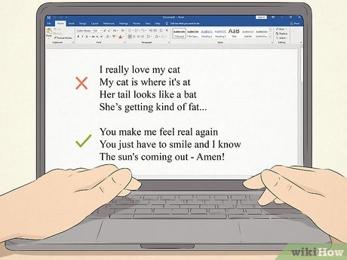 I really love my cat
My cat is where it's at
Her tail looks like a bat
She's getting kind of fat...
You make me feel real again
You just have to smile and I know
The sun's coming out - Amen!
wikiHow